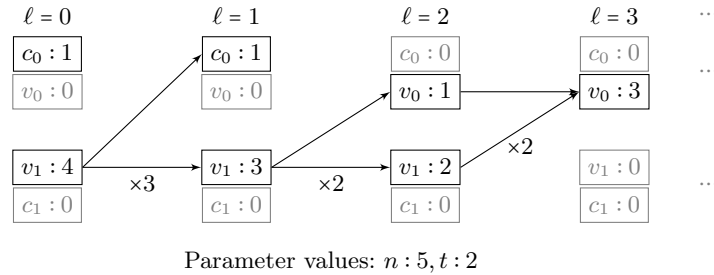 ℓ = 0 ℓ = 1 ℓ = 2 ℓ = 3 ..
c₀ : 1 c₀ : 1 c₀ : 0 c₀ : 0
v₀ : 0 v₀ : 0 v₀ : 1 v₀ : 3 ..
v₁ : 4 v₁ : 3 v₁ : 2 v₁ : 0
×3 ×2 ×2
c₁ : 0 c₁ : 0 c₁ : 0 c₁ : 0 ..
Parameter values: n : 5, t : 2